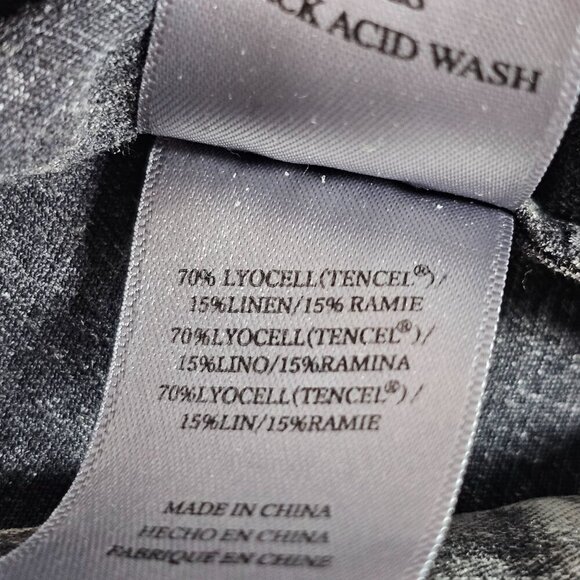 ACID WASH
70% LYOCELL(TENCEL®)/
15%LINEN/15% RAMIE
70%LYOCELL(TENCEL®)/
15%LINO/15%RAMINA
70%LYOCELL(TENCEL®)/
15%LIN/15%RAMIE
MADE IN CHINA
HECHO EN CHINA
FABRIQUÉ EN CHINE